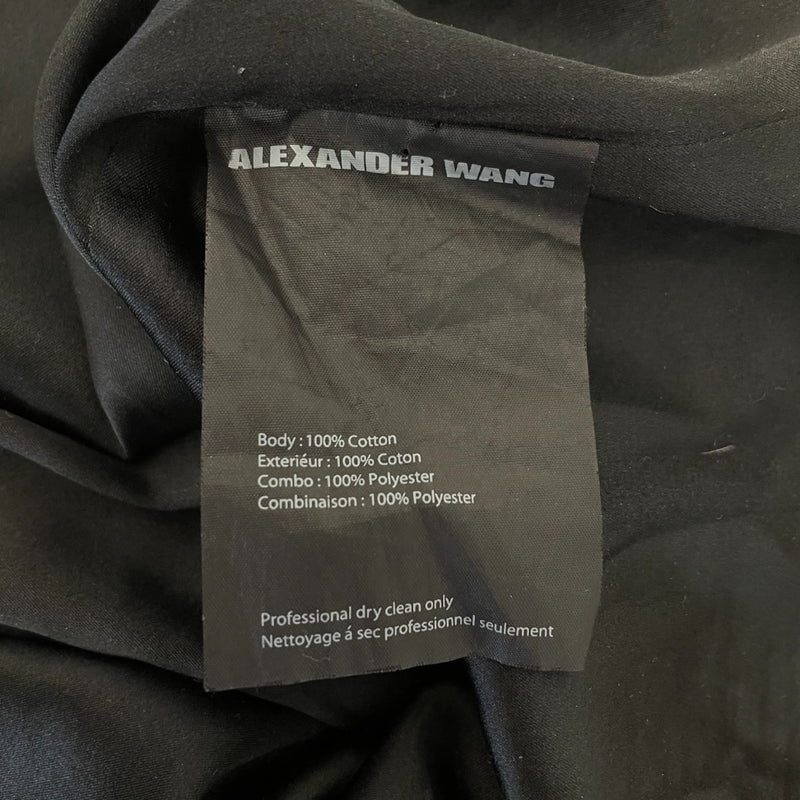 ALEXANDER WANG
Body : 100% Cotton
Exteriéur : 100% Coton
Combo : 100% Polyester
Combinaison : 100% Polyester
Professional dry clean only
Nettoyage á sec professionnel seulement